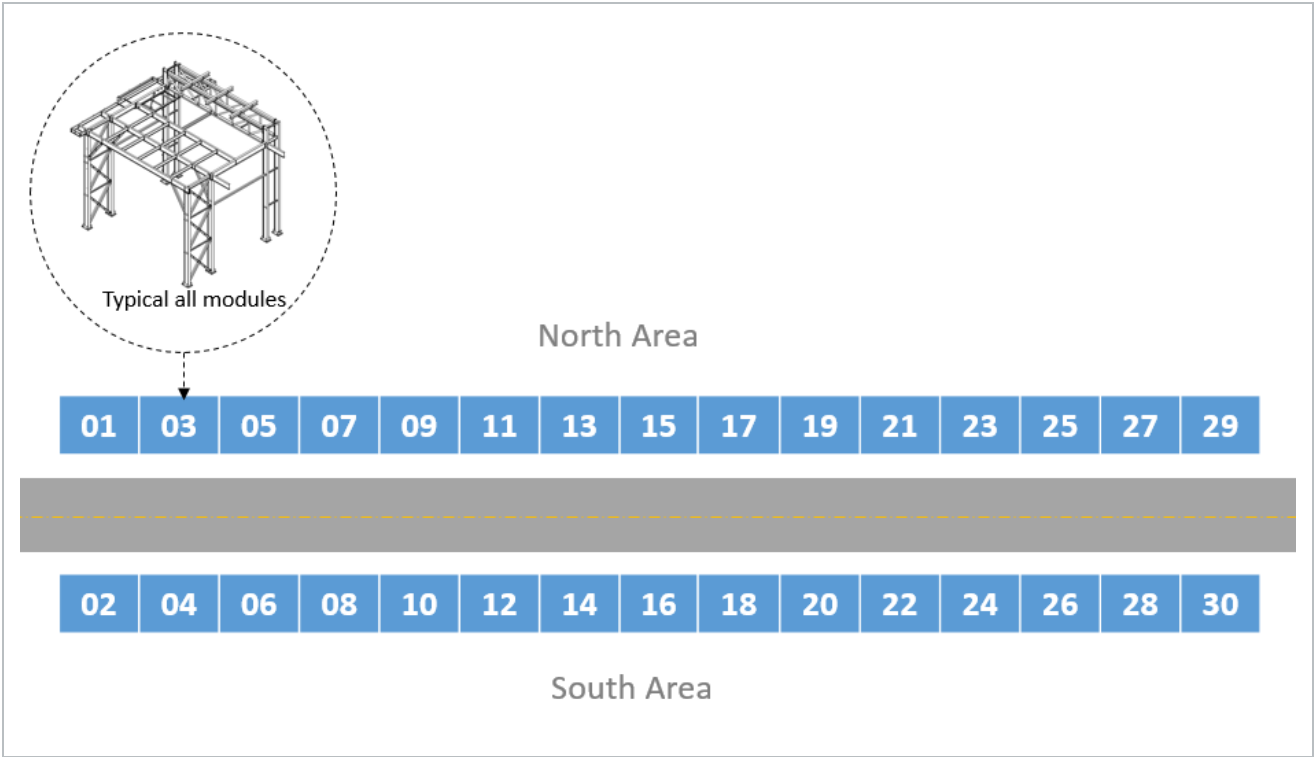 Typical all modules
North Area
01 03 05 07 09 11 13 15 17 19 21 23 25 27 29
02 04 06 08 10 12 14 16 18 20 22 24 26 28 30
South Area